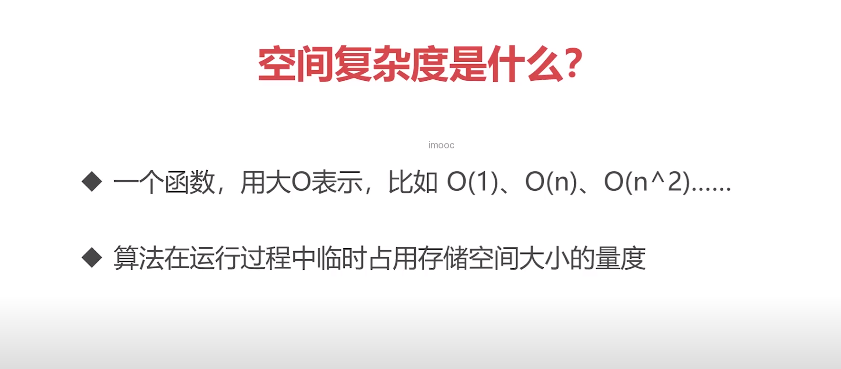 空间复杂度是什么?
imooc
◆ 一个函数，用大O表示，比如 O(1)、O(n)、O(n^2)......
◆ 算法在运行过程中临时占用存储空间大小的量度